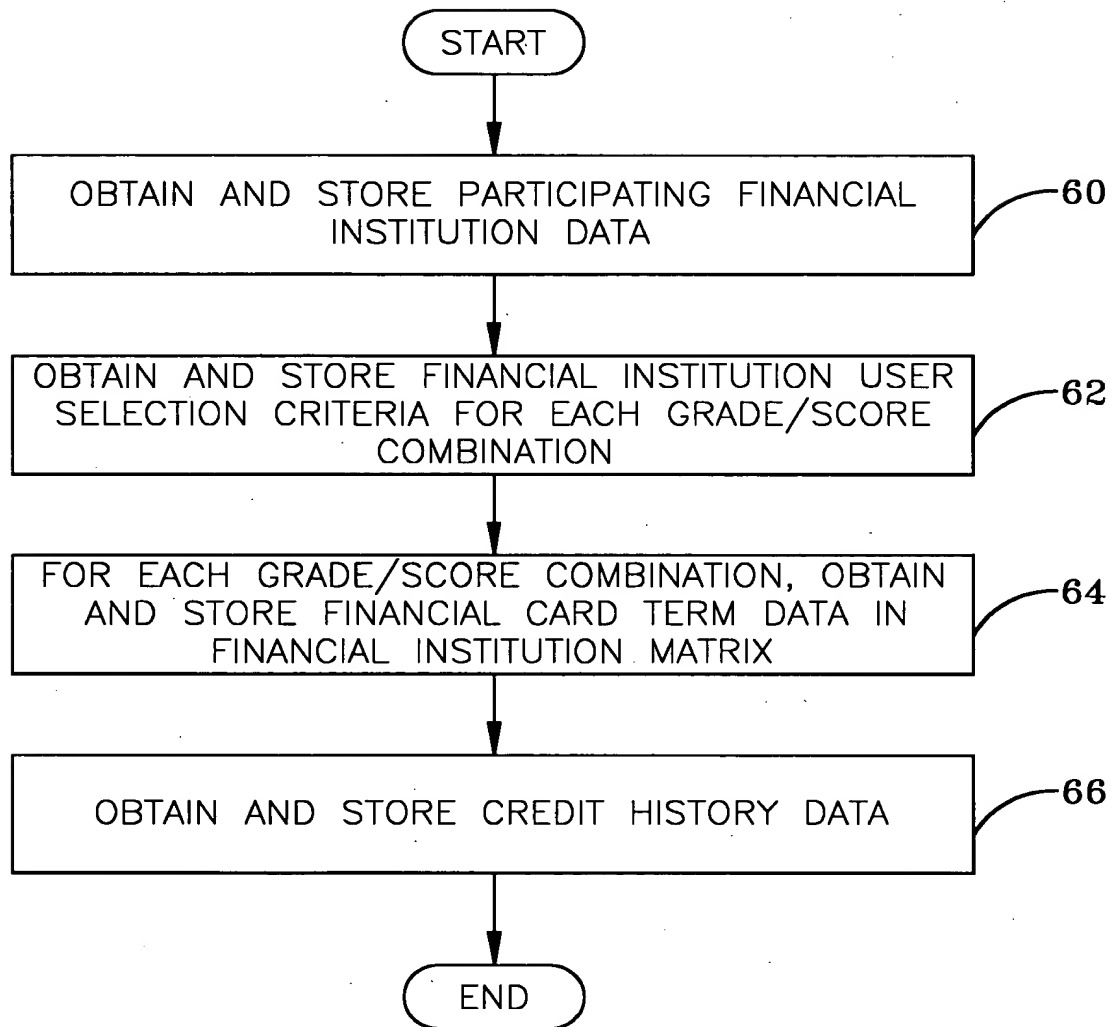 START
OBTAIN AND STORE PARTICIPATING FINANCIAL
INSTITUTION DATA
60
OBTAIN AND STORE FINANCIAL INSTITUTION USER
SELECTION CRITERIA FOR EACH GRADE/SCORE
COMBINATION
62
FOR EACH GRADE/SCORE COMBINATION, OBTAIN
AND STORE FINANCIAL CARD TERM DATA IN
FINANCIAL INSTITUTION MATRIX
64
OBTAIN AND STORE CREDIT HISTORY DATA
66
END